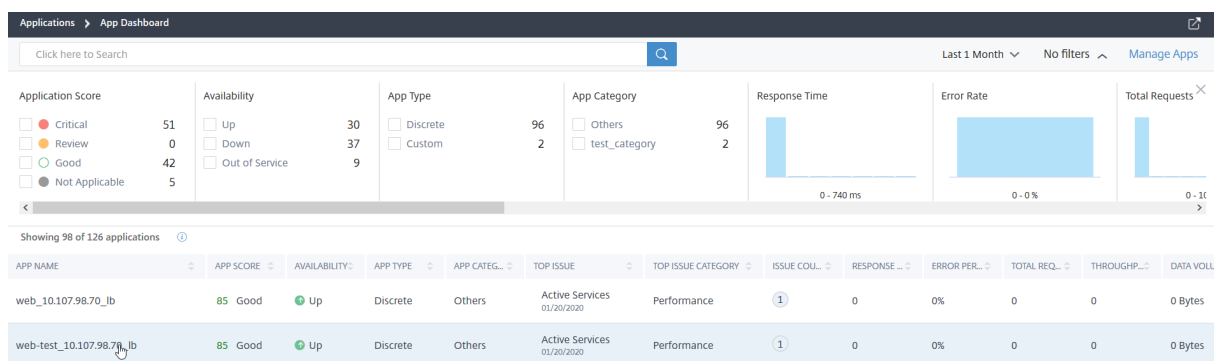 Applications > App Dashboard
Click here to Search
Last 1 Month
No filters
Manage Apps
Application Score
Critical 51
Review 0
Good 42
Not Applicable 5
Availability
Up 30
Down 37
Out of Service 9
App Type
Discrete 96
Custom 2
App Category
Others 96
test_category 2
Response Time
0 - 740 ms
Error Rate
0 - 0 %
Total Requests
0 - 10
Showing 98 of 126 applications
APP NAME APP SCORE AVAILABILITY APP TYPE APP CATEG... TOP ISSUE TOP ISSUE CATEGORY ISSUE COU... RESPONSE ... ERROR PER... TOTAL REQ... THROUGHP... DATA VOLU
web_10.107.98.70_lb 85 Good Up Discrete Others Active Services Performance 1 0 0% 0 0 0 Bytes
01/20/2020
web-test_10.107.98.70_lb 85 Good Up Discrete Others Active Services Performance 1 0 0% 0 0 0 Bytes
01/20/2020